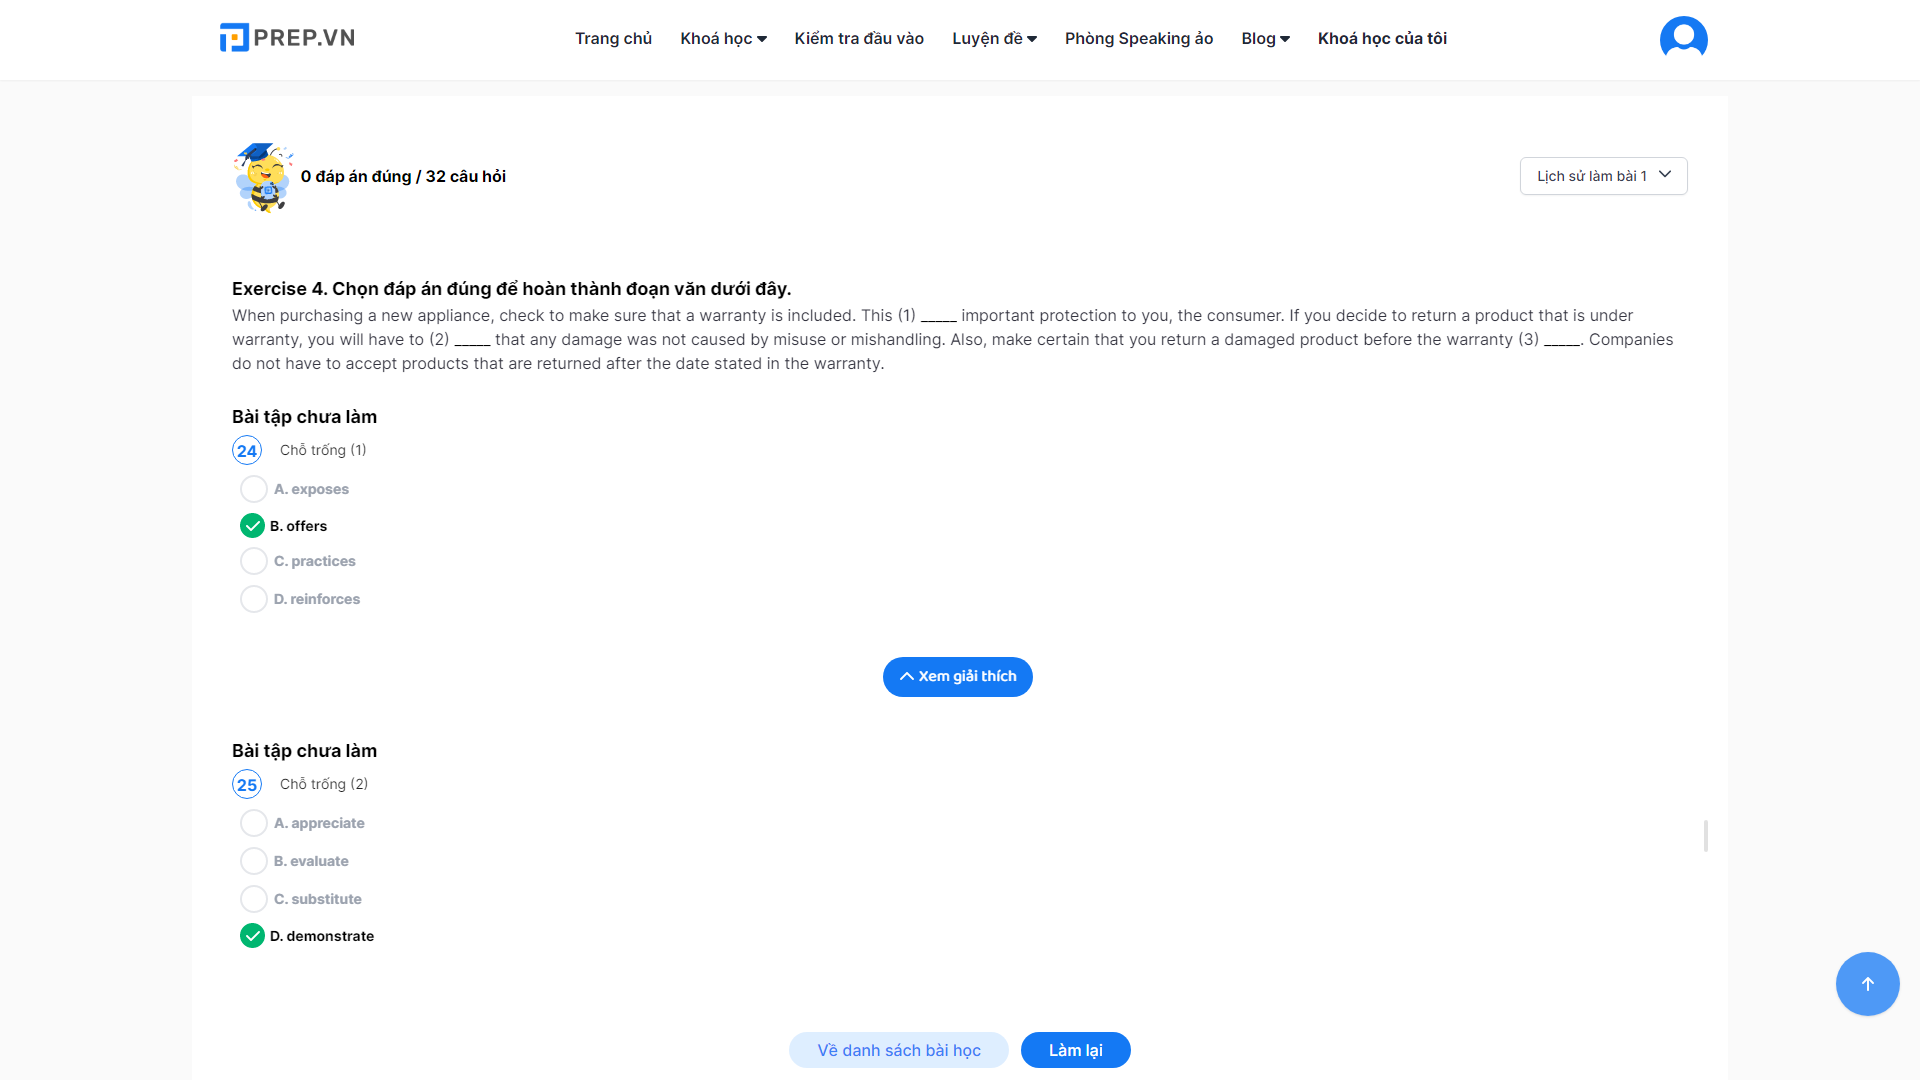 PREP.VN
Trang chủ Khoá học Kiểm tra đầu vào Luyện đề Phòng Speaking ảo Blog Khoá học của tôi
0 đáp án đúng / 32 câu hỏi
Lịch sử làm bài 1
Exercise 4. Chọn đáp án đúng để hoàn thành đoạn văn dưới đây.
When purchasing a new appliance, check to make sure that a warranty is included. This (1) _____ important protection to you, the consumer. If you decide to return a product that is under
warranty, you will have to (2) _____ that any damage was not caused by misuse or mishandling. Also, make certain that you return a damaged product before the warranty (3) _____. Companies
do not have to accept products that are returned after the date stated in the warranty.
Bài tập chưa làm
24 Chỗ trống (1)
A. exposes
B. offers
C. practices
D. reinforces
Xem giải thích
Bài tập chưa làm
25 Chỗ trống (2)
A. appreciate
B. evaluate
C. substitute
D. demonstrate
Về danh sách bài học Làm lại